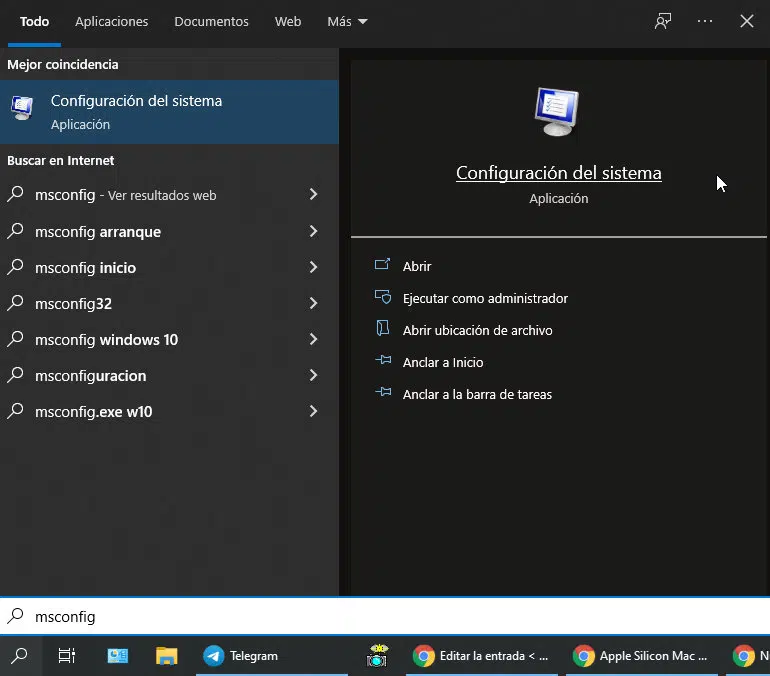 Todo Aplicaciones Documentos Web Más
Mejor coincidencia
Configuración del sistema
Aplicación
Buscar en Internet
msconfig - Ver resultados web
msconfig arranque
msconfig inicio
msconfig32
msconfig windows 10
msconfiguracion
msconfig.exe w10
Configuración del sistema
Aplicación
Abrir
Ejecutar como administrador
Abrir ubicación de archivo
Anclar a Inicio
Anclar a la barra de tareas
msconfig
Telegram Editar la entrada < ... Apple Silicon Mac ... N